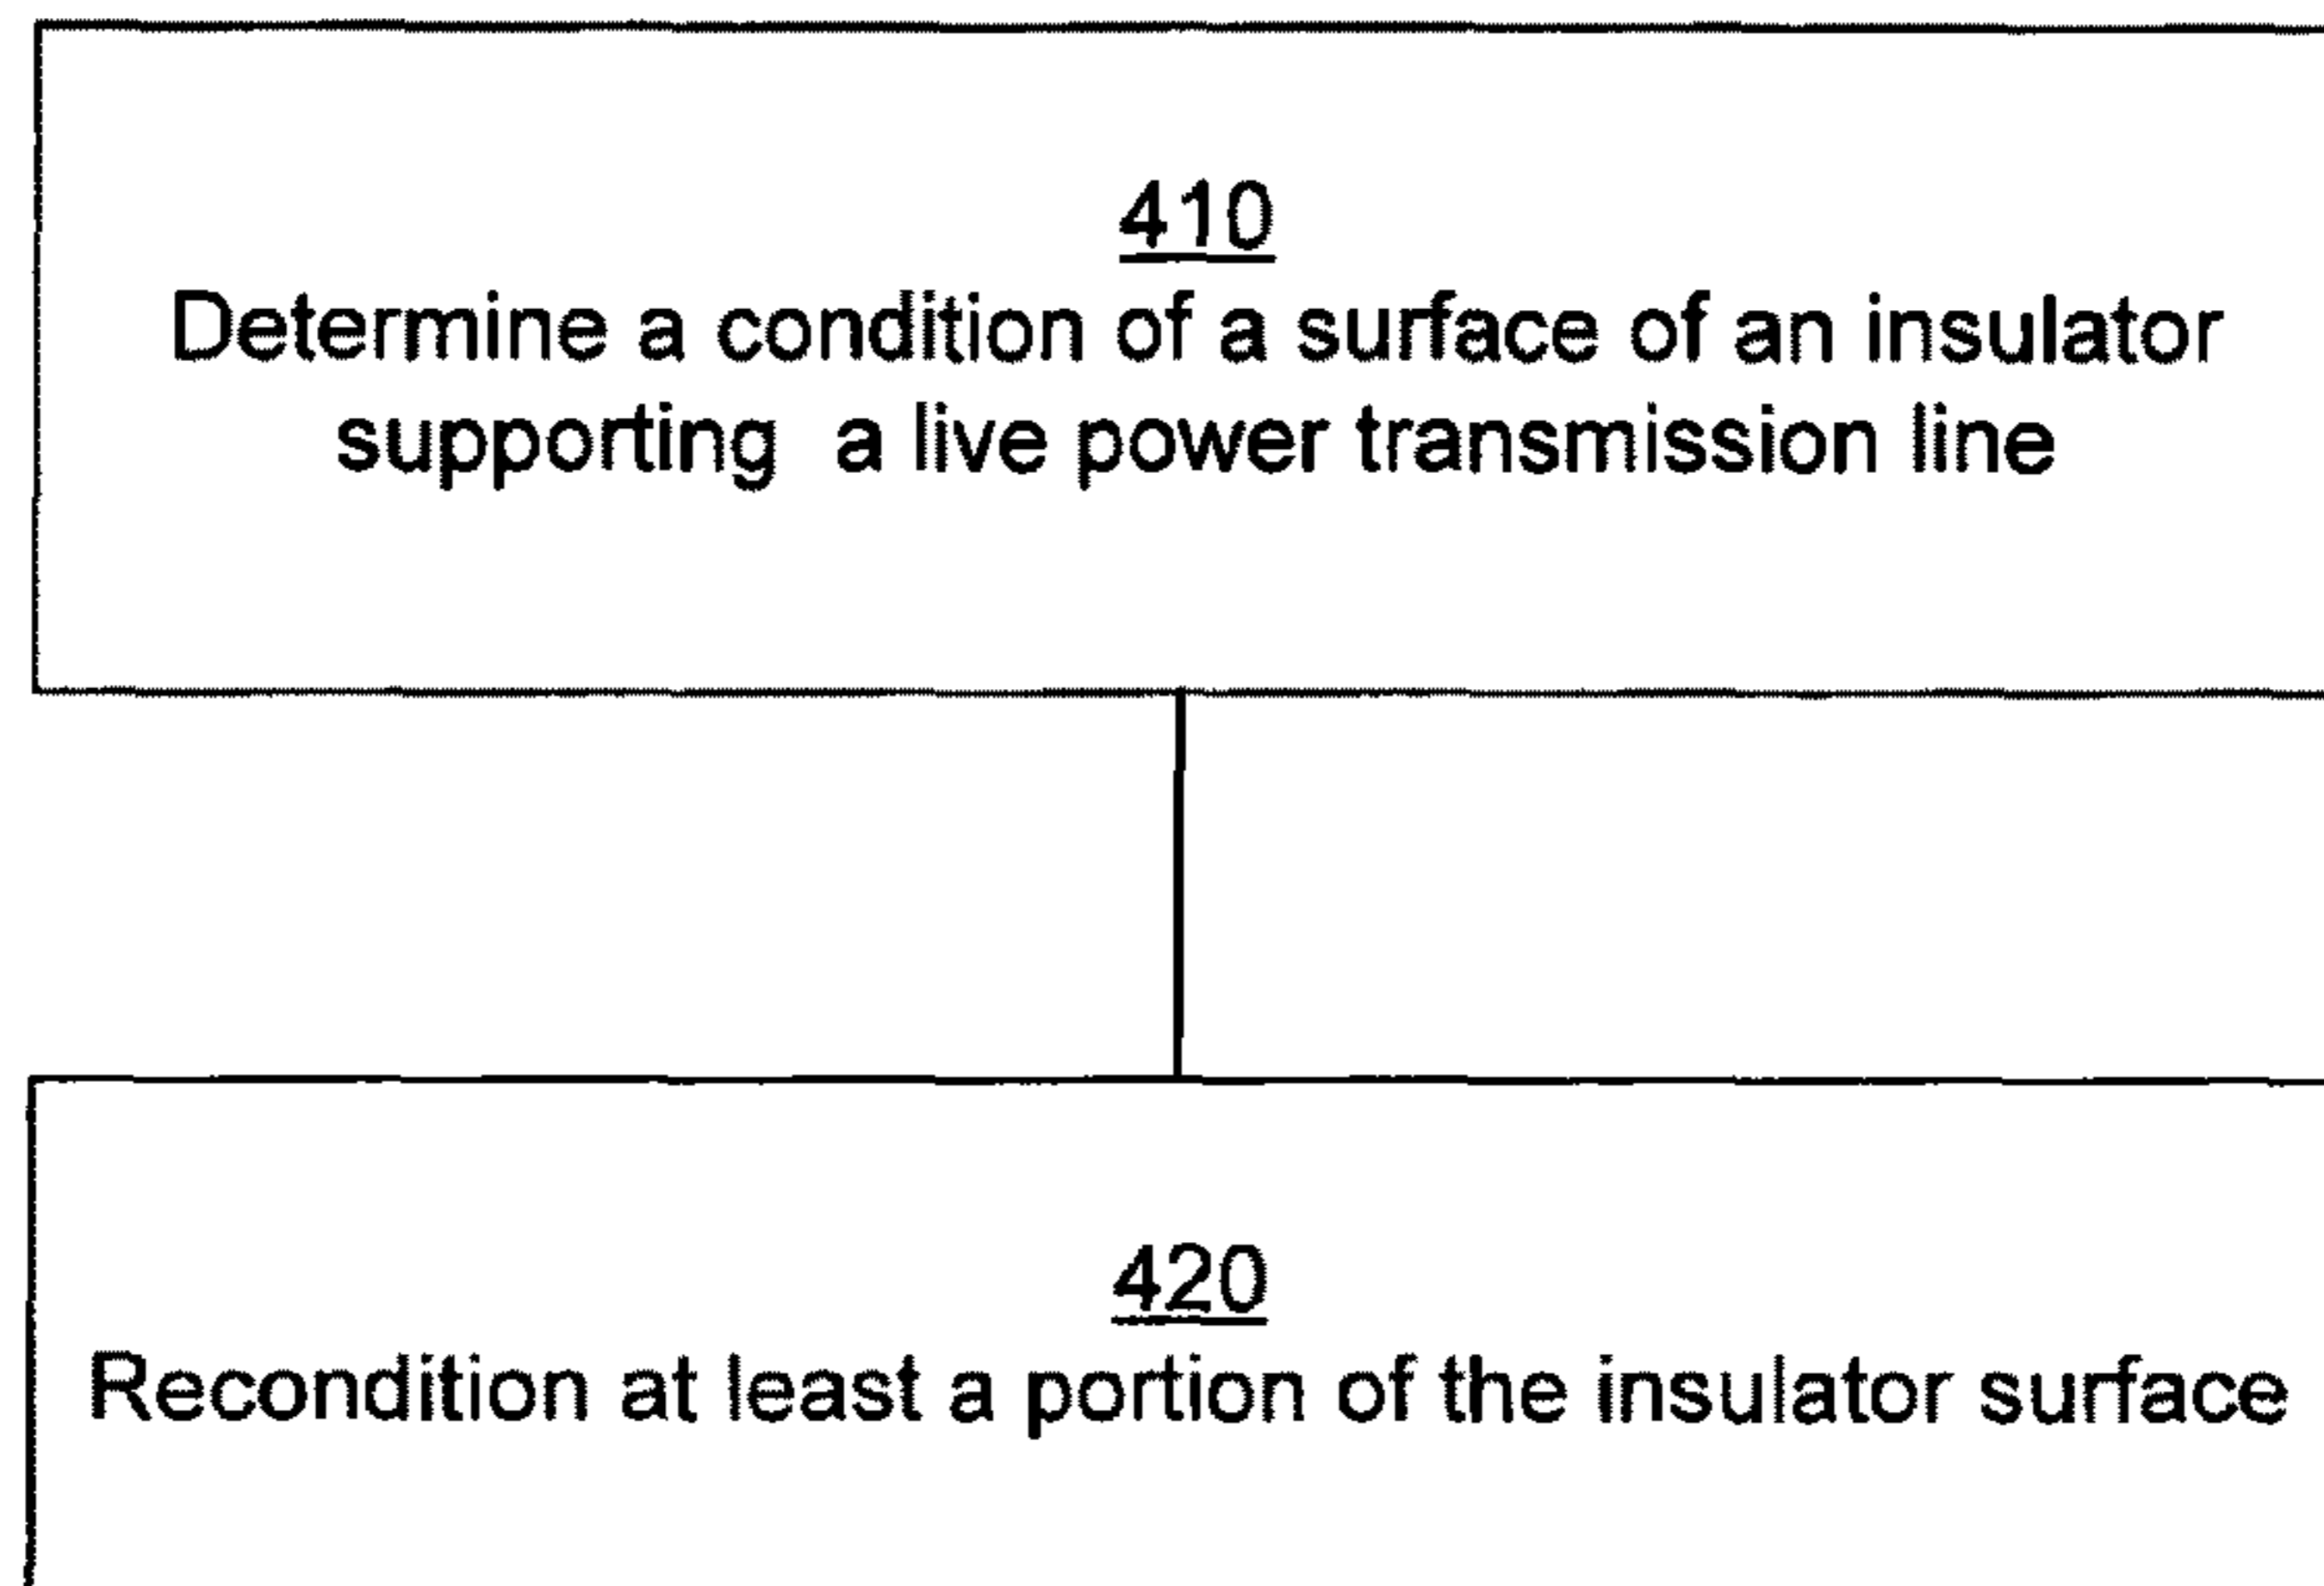 410
Determine a condition of a surface of an insulator
supporting a live power transmission line
420
Recondition at least a portion of the insulator surface